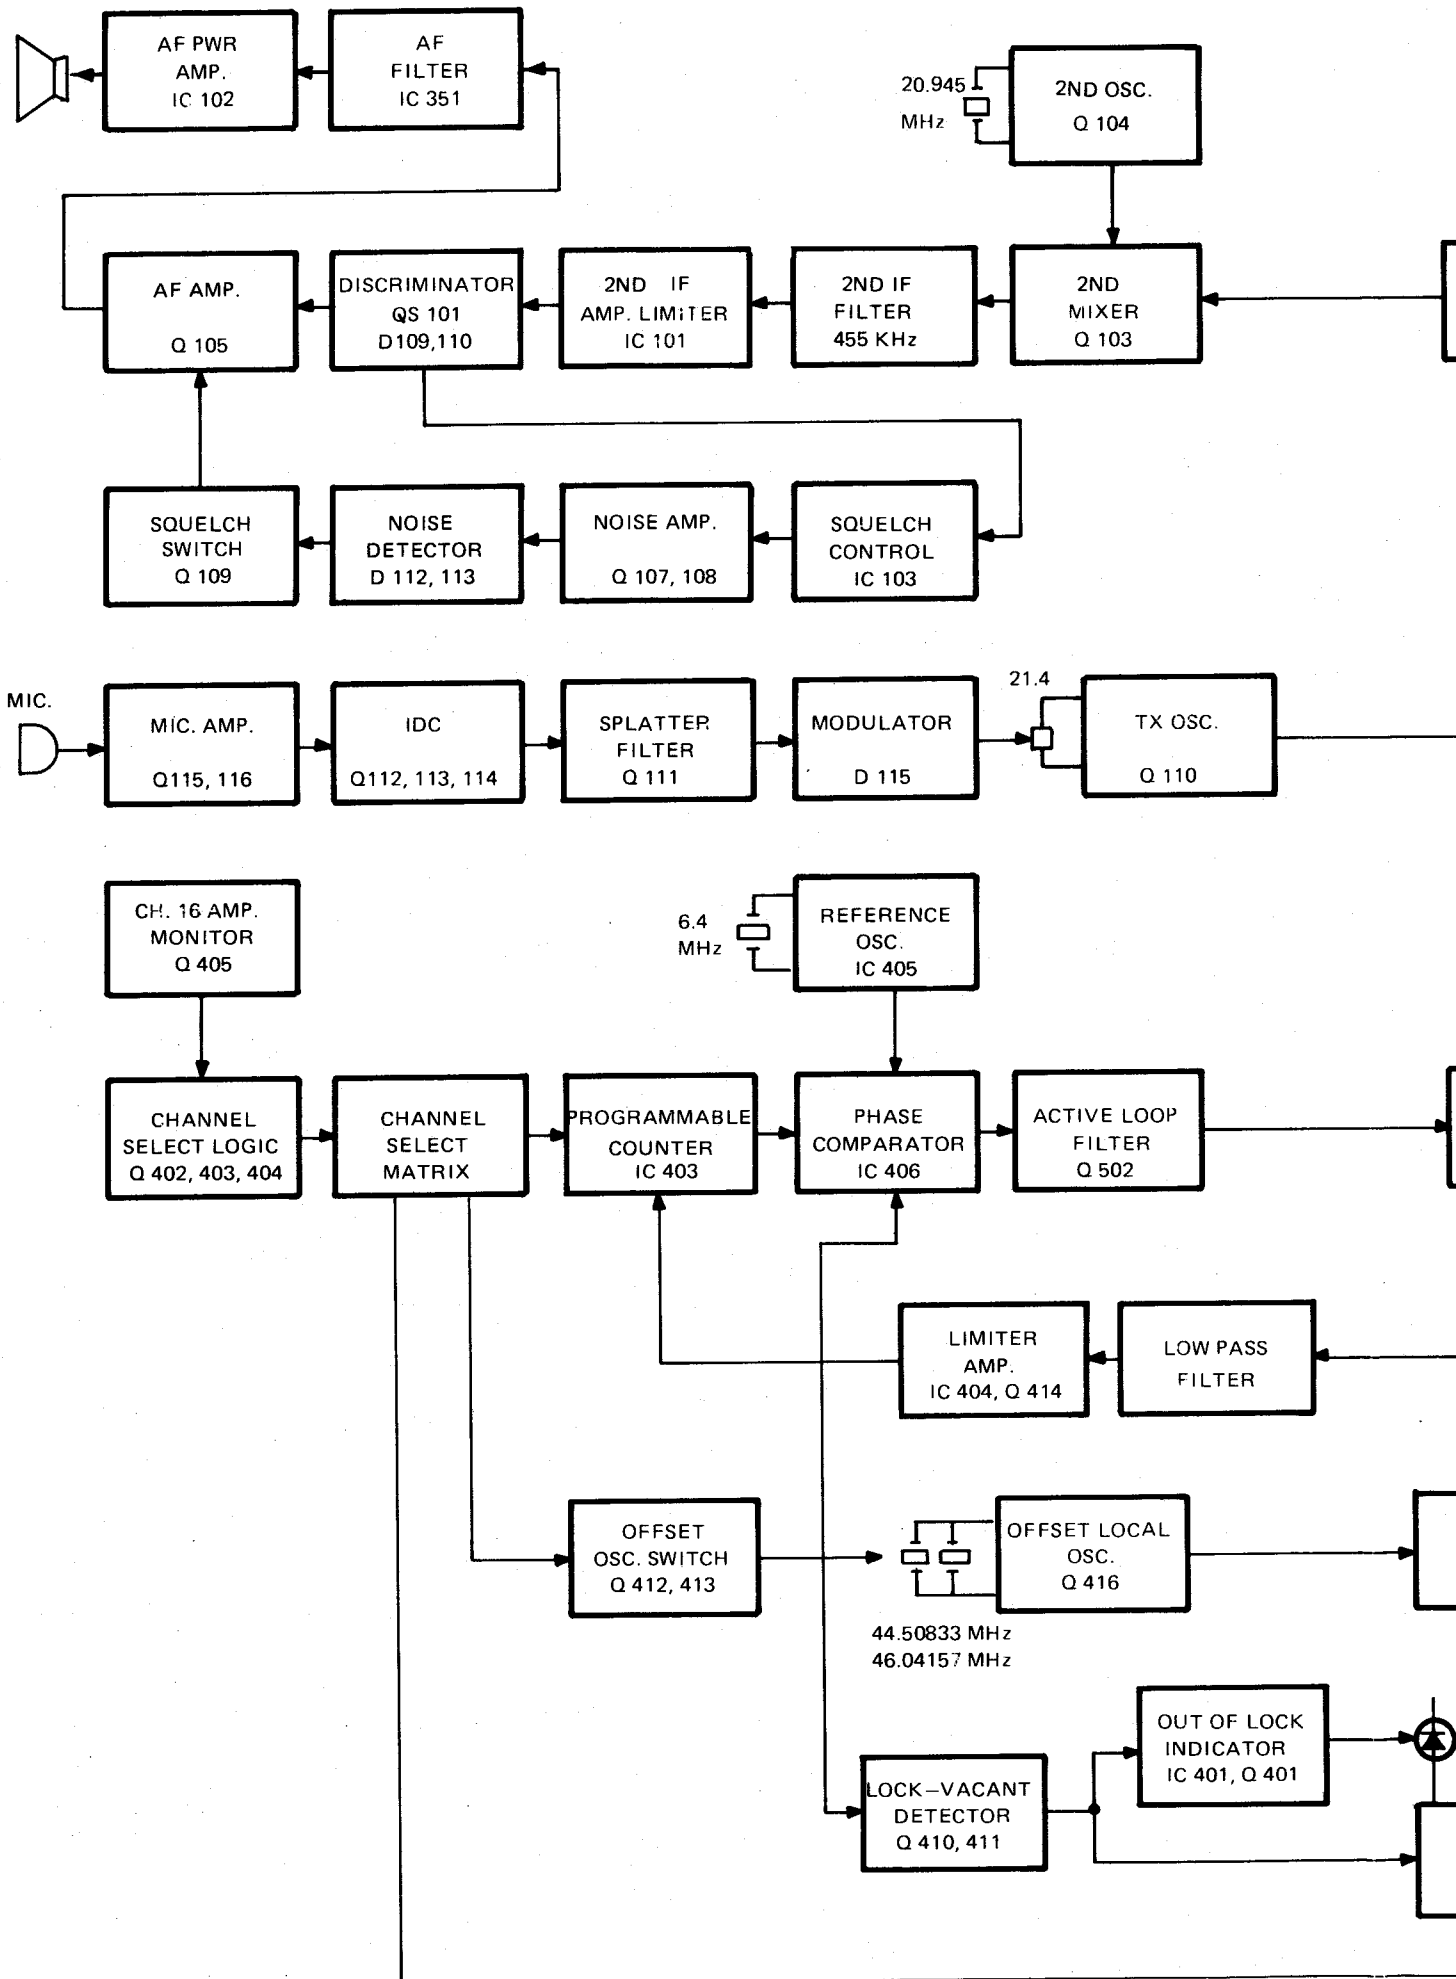 AF PWR
AMP.
IC 102
AF
FILTER
IC 351
20.945
MHz
2ND OSC.
Q 104
AF AMP.
Q 105
DISCRIMINATOR
QS 101
D109,110
2ND IF
AMP. LIMITER
IC 101
2ND IF
FILTER
455 KHz
2ND
MIXER
Q 103
SQUELCH
SWITCH
Q 109
NOISE
DETECTOR
D 112, 113
NOISE AMP.
Q 107, 108
SQUELCH
CONTROL
IC 103
MIC.
MIC. AMP.
Q115, 116
IDC
Q112, 113, 114
SPLATTER
FILTER
Q 111
MODULATOR
D 115
21.4
TX OSC.
Q 110
CH. 16 AMP.
MONITOR
Q 405
6.4
MHz
REFERENCE
OSC.
IC 405
CHANNEL
SELECT LOGIC
Q 402, 403, 404
CHANNEL
SELECT
MATRIX
PROGRAMMABLE
COUNTER
IC 403
PHASE
COMPARATOR
IC 406
ACTIVE LOOP
FILTER
Q 502
LIMITER
AMP.
IC 404, Q 414
LOW PASS
FILTER
OFFSET
OSC. SWITCH
Q 412, 413
OFFSET LOCAL
OSC.
Q 416
44.50833 MHz
46.04157 MHz
OUT OF LOCK
INDICATOR
IC 401, Q 401
LOCK–VACANT
DETECTOR
Q 410, 411